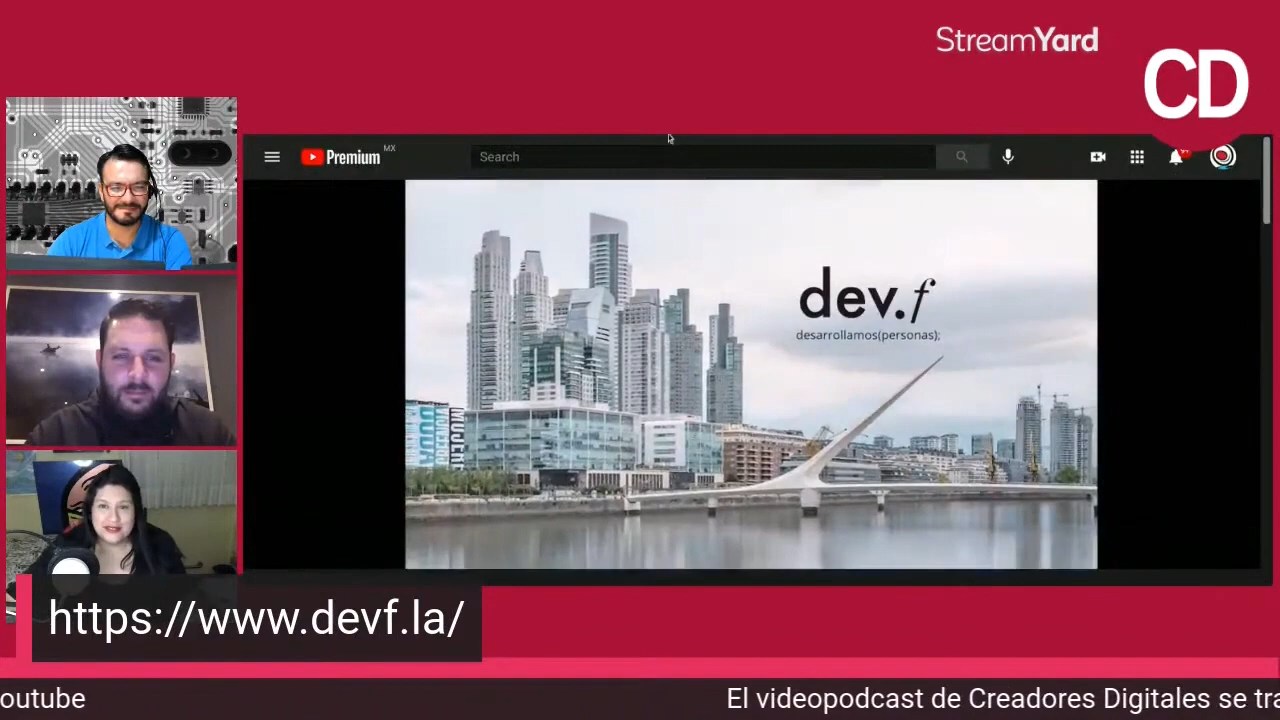 StreamYard
CD
Premium
MX
Search
dev.f
desarrollamos(personas);
MUJERES
https://www.devf.la/
outube
El videopodcast de Creadores Digitales se tra